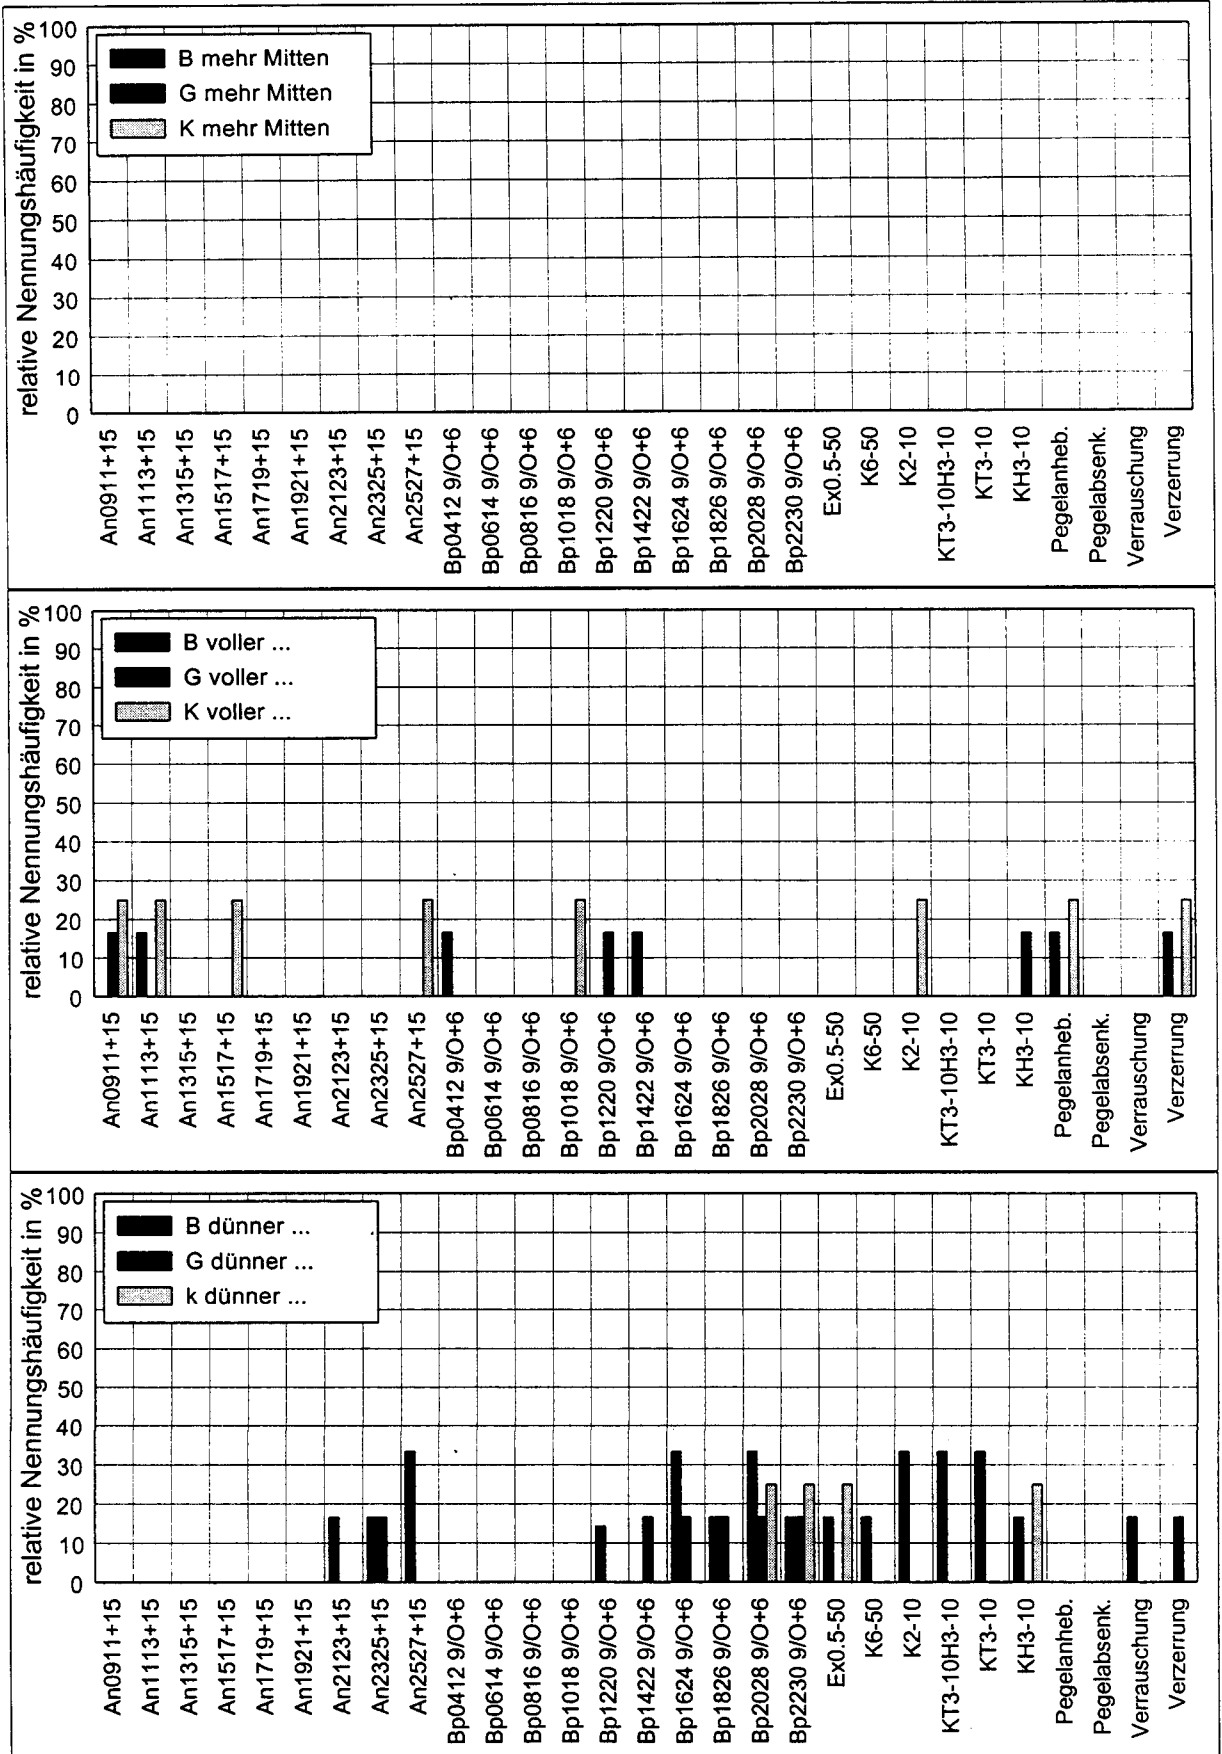 relative Nennungshäufigkeit in %
100
90
80
70
60
50
40
30
20
10
0
B mehr Mitten
G mehr Mitten
K mehr Mitten
An0911+15
An1113+15
An1315+15
An1517+15
An1719+15
An1921+15
An2123+15
An2325+15
An2527+15
Bp0412 9/O+6
Bp0614 9/O+6
Bp0816 9/O+6
Bp1018 9/O+6
Bp1220 9/O+6
Bp1422 9/O+6
Bp1624 9/O+6
Bp1826 9/O+6
Bp2028 9/O+6
Bp2230 9/O+6
Ex0.5-50
K6-50
K2-10
KT3-10H3-10
KT3-10
KH3-10
Pegelanheb.
Pegelabsenk.
Verrauschung
Verzerrung
relative Nennungshäufigkeit in %
100
90
80
70
60
50
40
30
20
10
0
B voller ...
G voller ...
K voller ...
An0911+15
An1113+15
An1315+15
An1517+15
An1719+15
An1921+15
An2123+15
An2325+15
An2527+15
Bp0412 9/O+6
Bp0614 9/O+6
Bp0816 9/O+6
Bp1018 9/O+6
Bp1220 9/O+6
Bp1422 9/O+6
Bp1624 9/O+6
Bp1826 9/O+6
Bp2028 9/O+6
Bp2230 9/O+6
Ex0.5-50
K6-50
K2-10
KT3-10H3-10
KT3-10
KH3-10
Pegelanheb.
Pegelabsenk.
Verrauschung
Verzerrung
relative Nennungshäufigkeit in %
100
90
80
70
60
50
40
30
20
10
0
B dünner ...
G dünner ...
k dünner ...
An0911+15
An1113+15
An1315+15
An1517+15
An1719+15
An1921+15
An2123+15
An2325+15
An2527+15
Bp0412 9/O+6
Bp0614 9/O+6
Bp0816 9/O+6
Bp1018 9/O+6
Bp1220 9/O+6
Bp1422 9/O+6
Bp1624 9/O+6
Bp1826 9/O+6
Bp2028 9/O+6
Bp2230 9/O+6
Ex0.5-50
K6-50
K2-10
KT3-10H3-10
KT3-10
KH3-10
Pegelanheb.
Pegelabsenk.
Verrauschung
Verzerrung